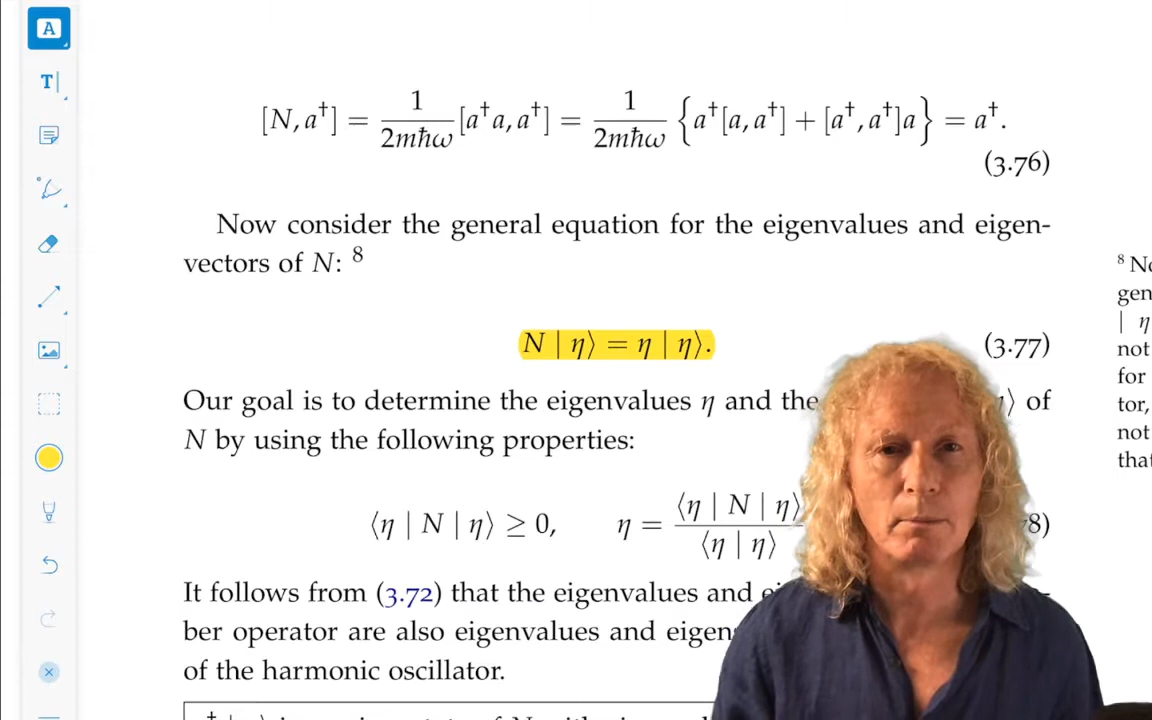 A
T
[N, a†] = 1/2mħω [a†a, a†] = 1/2mħω {a†[a, a†] + [a†, a†]a} = a†.
(3.76)
Now consider the general equation for the eigenvalues and eigen-
vectors of N: 8
N | η⟩ = η | η⟩.
(3.77)
Our goal is to determine the eigenvalues η and the ⟩ of
N by using the following properties:
⟨η | N | η⟩ ≥ 0, η = ⟨η | N | η⟩/⟨η | η⟩ 8)
It follows from (3.72) that the eigenvalues and
ber operator are also eigenvalues and eigen
of the harmonic oscillator.
8 No
gen
| η
not
for
tor,
not
that